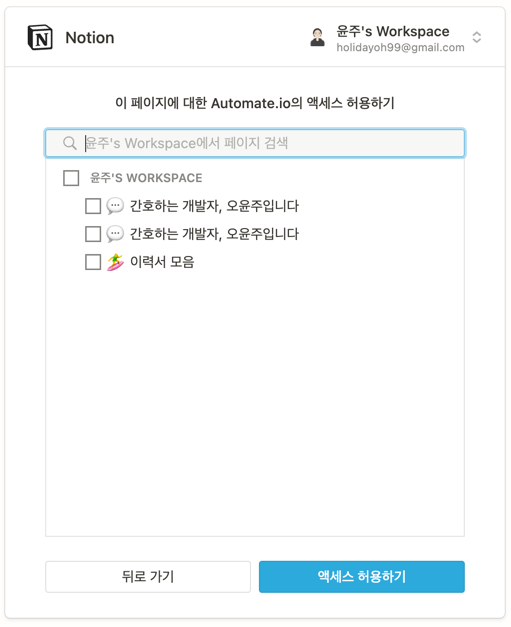 Notion
윤주's Workspace
holidayoh99@gmail.com
이 페이지에 대한 Automate.io의 액세스 허용하기
윤주's Workspace에서 페이지 검색
윤주'S WORKSPACE
간호하는 개발자, 오윤주입니다
간호하는 개발자, 오윤주입니다
이력서 모음
뒤로 가기
액세스 허용하기